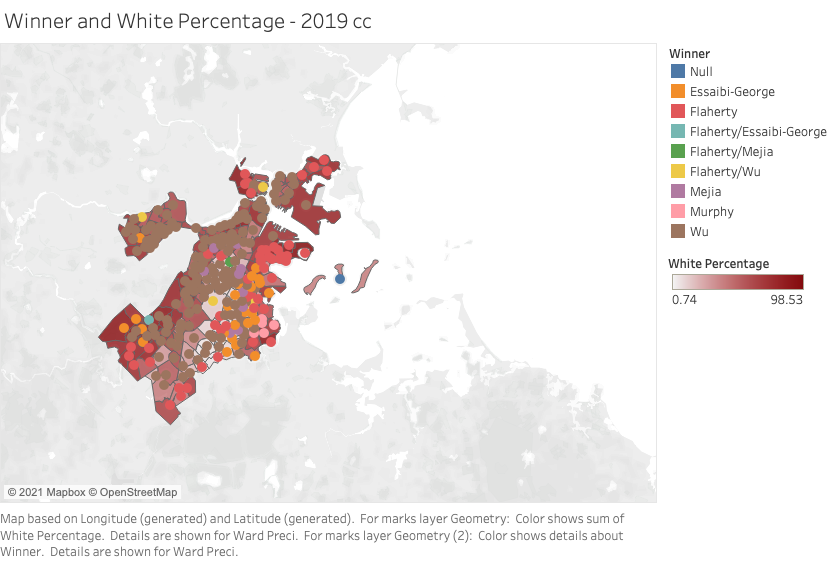 Winner and White Percentage - 2019 cc
Winner
Null
Essaibi-George
Flaherty
Flaherty/Essaibi-George
Flaherty/Mejia
Flaherty/Wu
Mejia
Murphy
Wu
White Percentage
0.74 98.53
© 2021 Mapbox © OpenStreetMap
Map based on Longitude (generated) and Latitude (generated). For marks layer Geometry: Color shows sum of
White Percentage. Details are shown for Ward Preci. For marks layer Geometry (2): Color shows details about
Winner. Details are shown for Ward Preci.